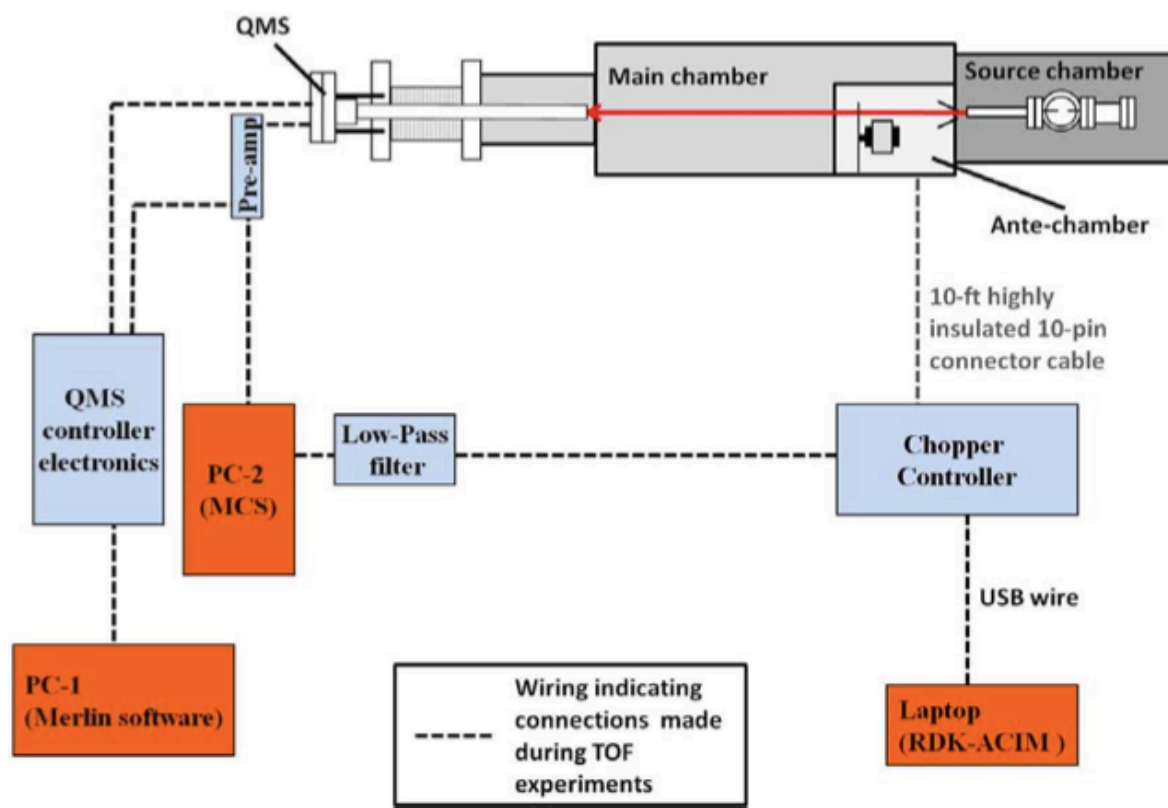 QMS
Main chamber
Source chamber
Pre-amp
Ante-chamber
10-ft highly
insulated 10-pin
connector cable
QMS
controller
electronics
PC-2
(MCS)
Low-Pass
filter
Chopper
Controller
USB wire
PC-1
(Merlin software)
Wiring indicating
connections made
during TOF
experiments
Laptop
(RDK-ACIM )